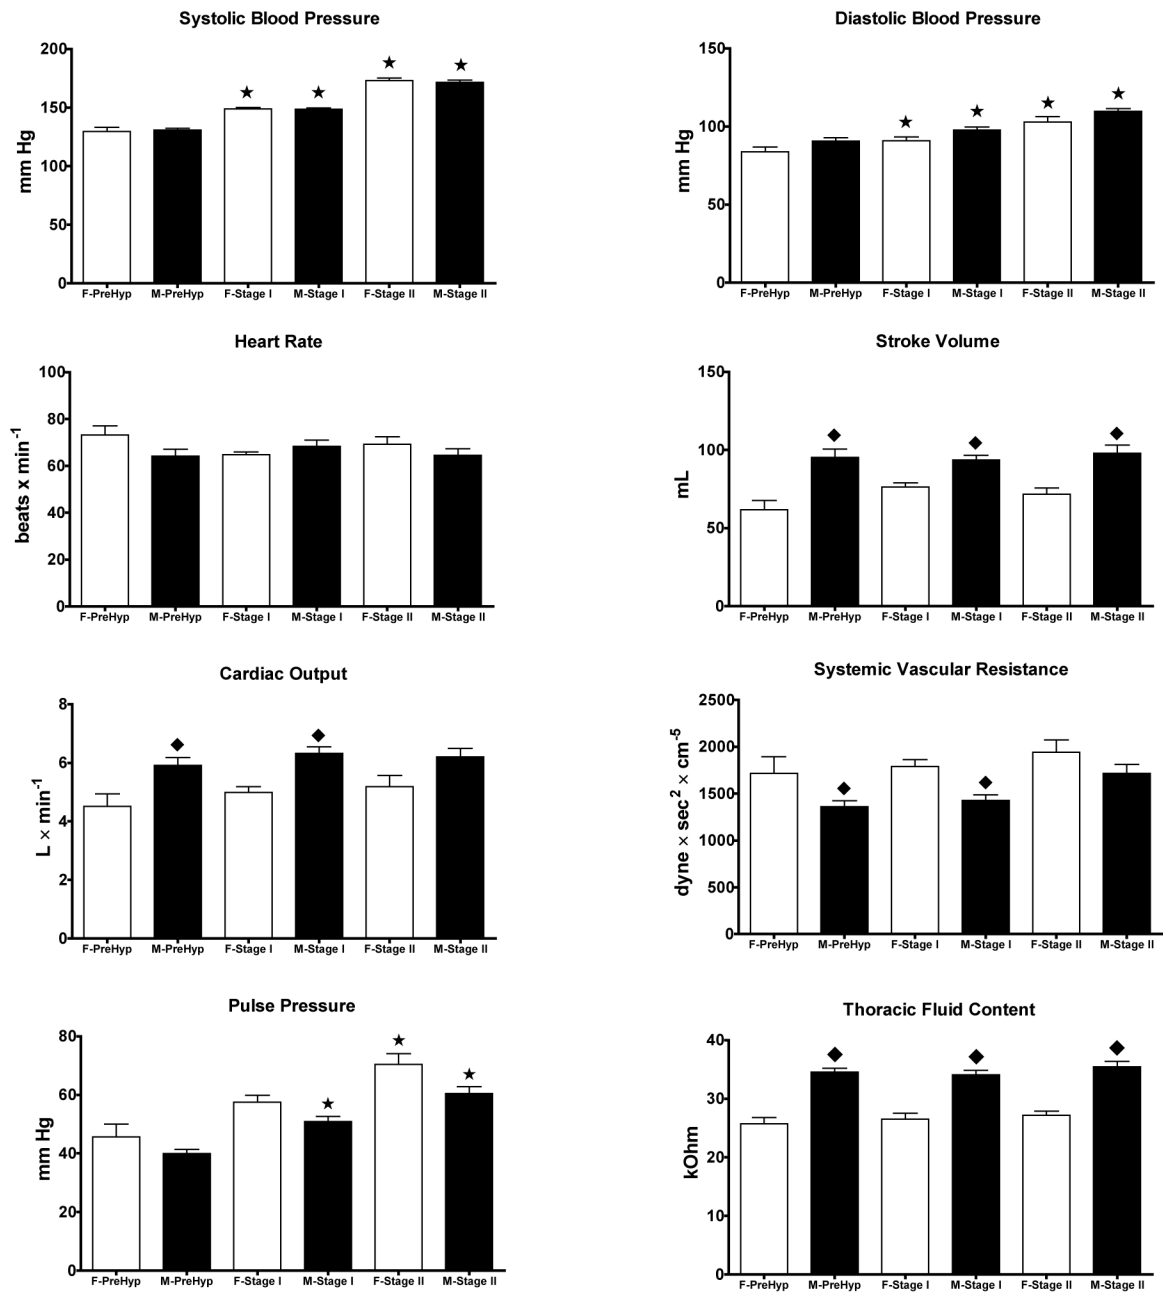 Systolic Blood Pressure
mm Hg
200
150
100
50
0
F-PreHyp M-PreHyp F-Stage I M-Stage I F-Stage II M-Stage II
Diastolic Blood Pressure
mm Hg
150
100
50
0
F-PreHyp M-PreHyp F-Stage I M-Stage I F-Stage II M-Stage II
Heart Rate
beats x min-1
100
80
60
40
20
0
F-PreHyp M-PreHyp F-Stage I M-Stage I F-Stage II M-Stage II
Stroke Volume
mL
150
100
50
0
F-PreHyp M-PreHyp F-Stage I M-Stage I F-Stage II M-Stage II
Cardiac Output
L × min-1
8
6
4
2
0
F-PreHyp M-PreHyp F-Stage I M-Stage I F-Stage II M-Stage II
Systemic Vascular Resistance
dyne × sec2 × cm-5
2500
2000
1500
1000
500
0
F-PreHyp M-PreHyp F-Stage I M-Stage I F-Stage II M-Stage II
Pulse Pressure
mm Hg
80
60
40
20
0
F-PreHyp M-PreHyp F-Stage I M-Stage I F-Stage II M-Stage II
Thoracic Fluid Content
kOhm
40
30
20
10
0
F-PreHyp M-PreHyp F-Stage I M-Stage I F-Stage II M-Stage II